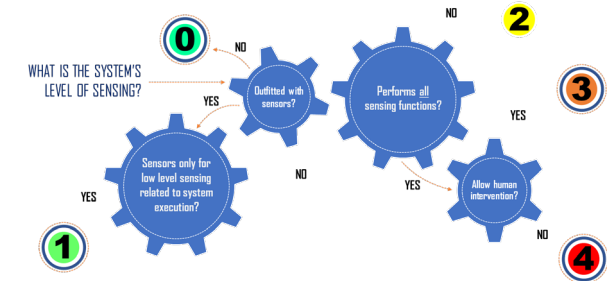 NO
2
0
NO
WHAT IS THE SYSTEM'S
LEVEL OF SENSING?
Outfitted with
sensors?
Performs all
sensing functions?
3
YES
YES
Sensors only for
low level sensing
related to system
execution?
NO
YES
Allow human
intervention?
YES
1
NO
4